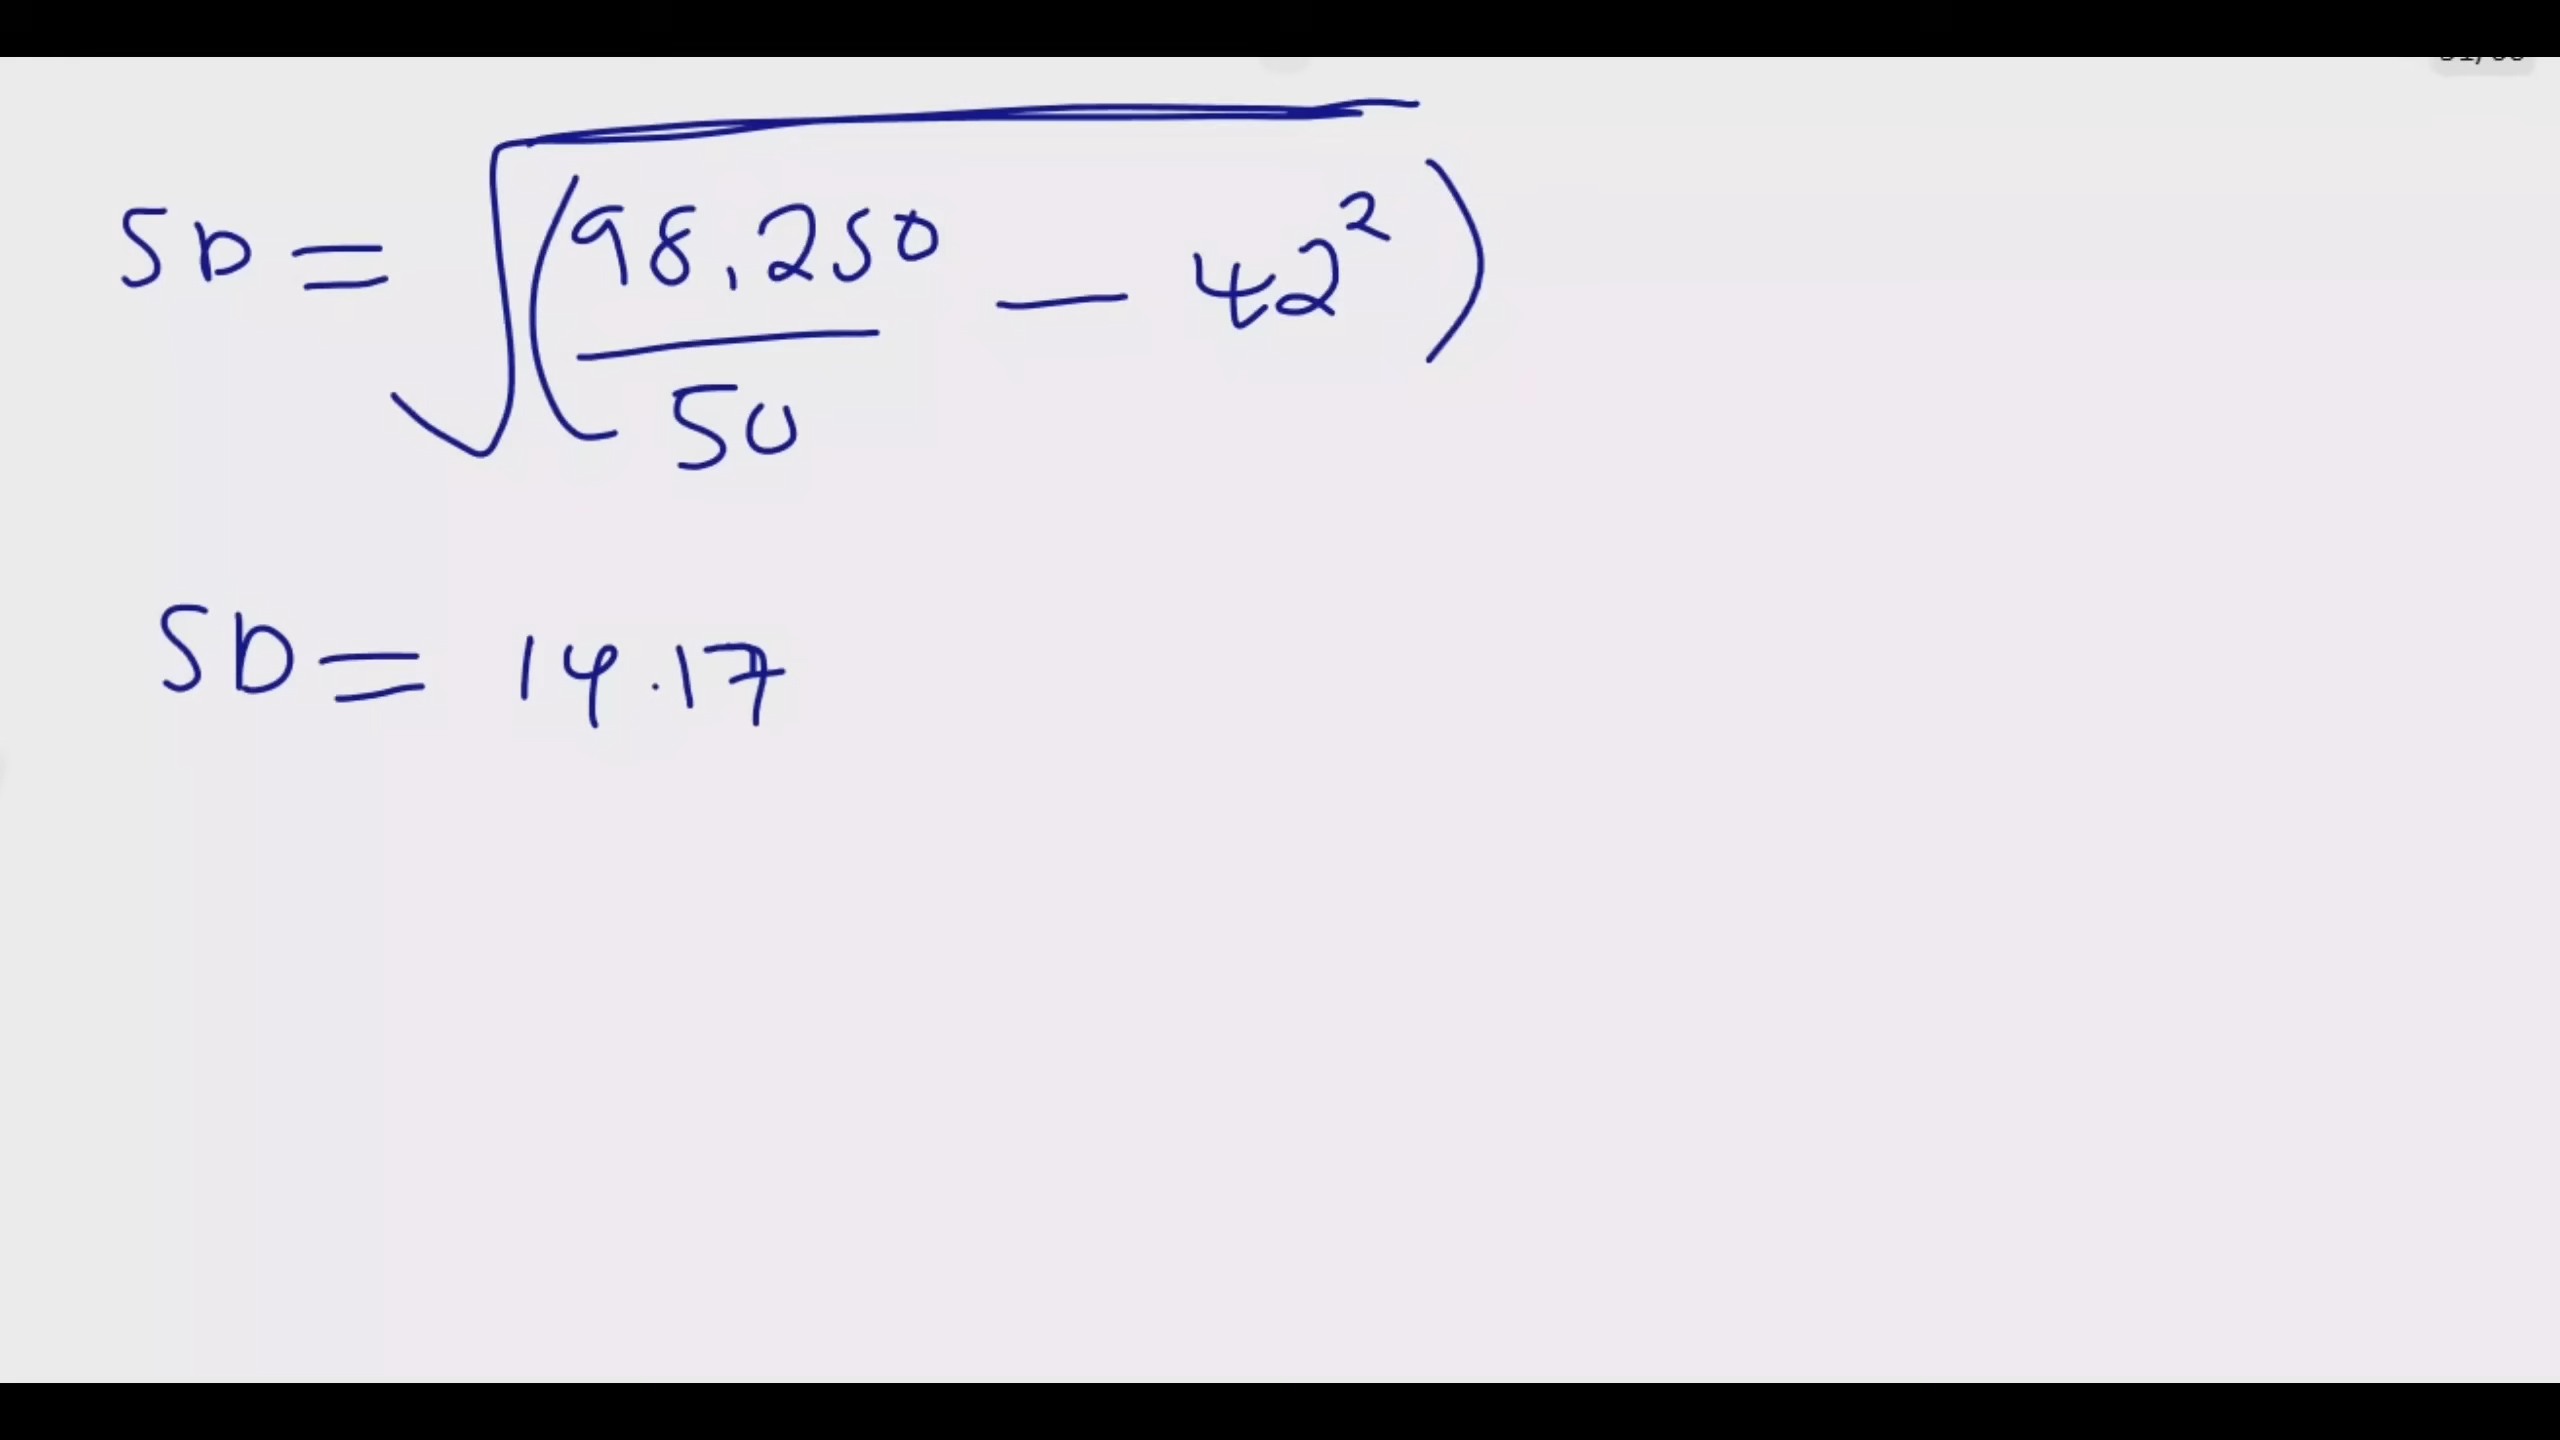 SD = √(98,250/50 – 42²)
SD = 14.17